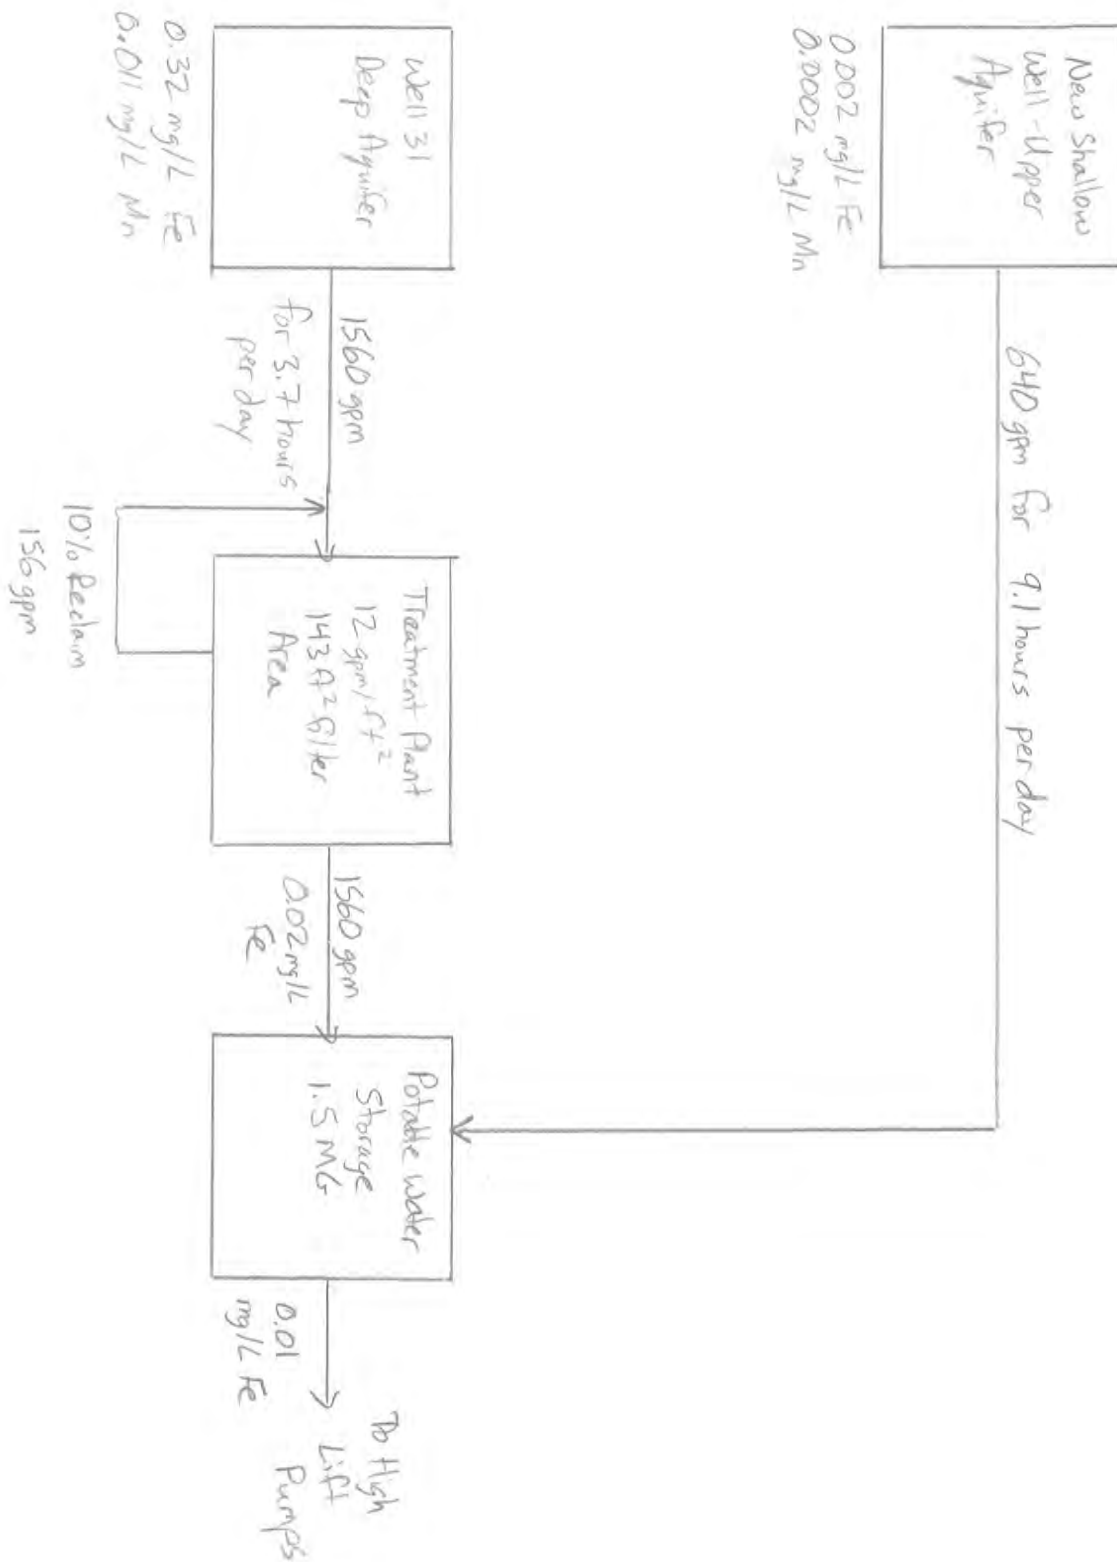 New Shallow
Well - Upper
Aquifer
0.002 mg/L Fe
0.0002 mg/L Mn
640 gpm for 9.1 hours per day
Well 31
Deep Aquifer
0.32 mg/L Fe
0.011 mg/L Mn
1560 gpm
for 3.7 hours
per day
10% Reclaim
156 gpm
Treatment Plant
12 gpm/ft²
143 ft² filter
Area
1560 gpm
0.02 mg/L
Fe
Potable Water
Storage
1.5 MG
0.01
mg/L Fe
To High
Lift
Pumps